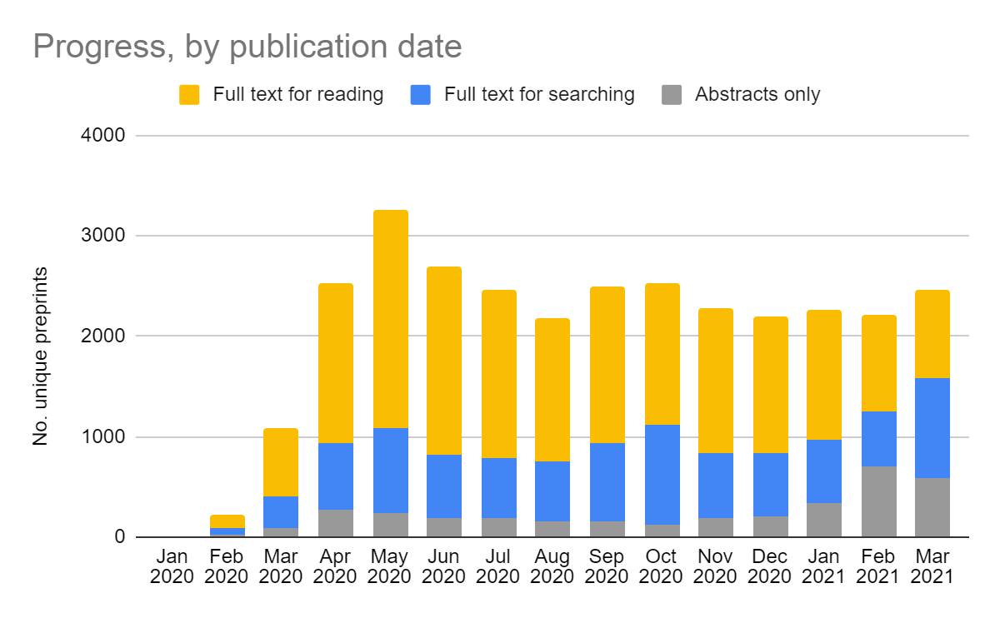 Progress, by publication date
Full text for reading Full text for searching Abstracts only
4000
3000
2000
1000
0
No. unique preprints
Jan Feb Mar Apr May Jun Jul Aug Sep Oct Nov Dec Jan Feb Mar
2020 2020 2020 2020 2020 2020 2020 2020 2020 2020 2020 2020 2021 2021 2021